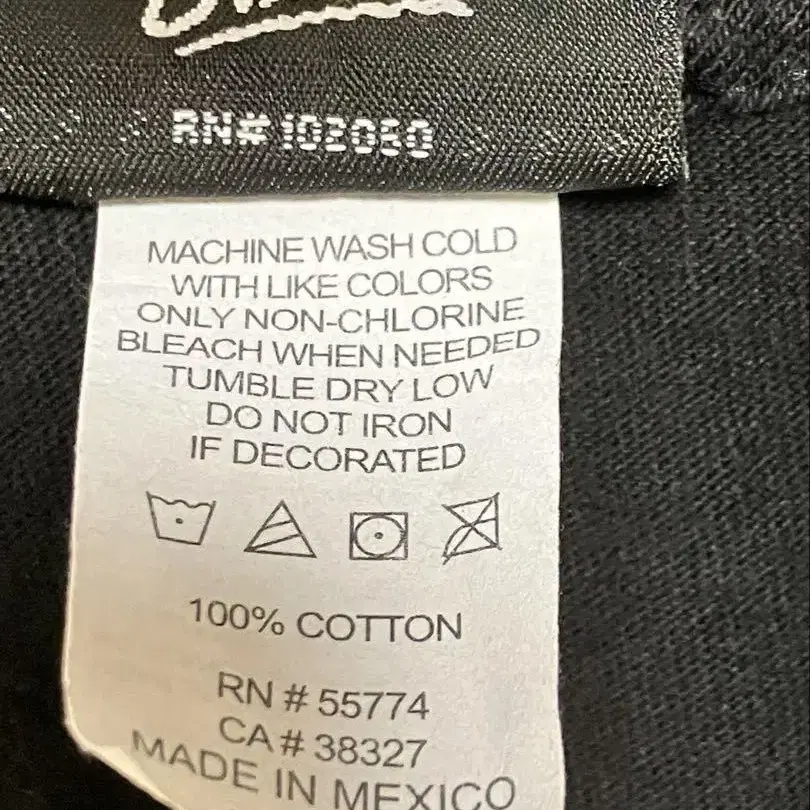 RN# 102050
MACHINE WASH COLD
WITH LIKE COLORS
ONLY NON-CHLORINE
BLEACH WHEN NEEDED
TUMBLE DRY LOW
DO NOT IRON
IF DECORATED
100% COTTON
RN # 55774
CA # 38327
MADE IN MEXICO